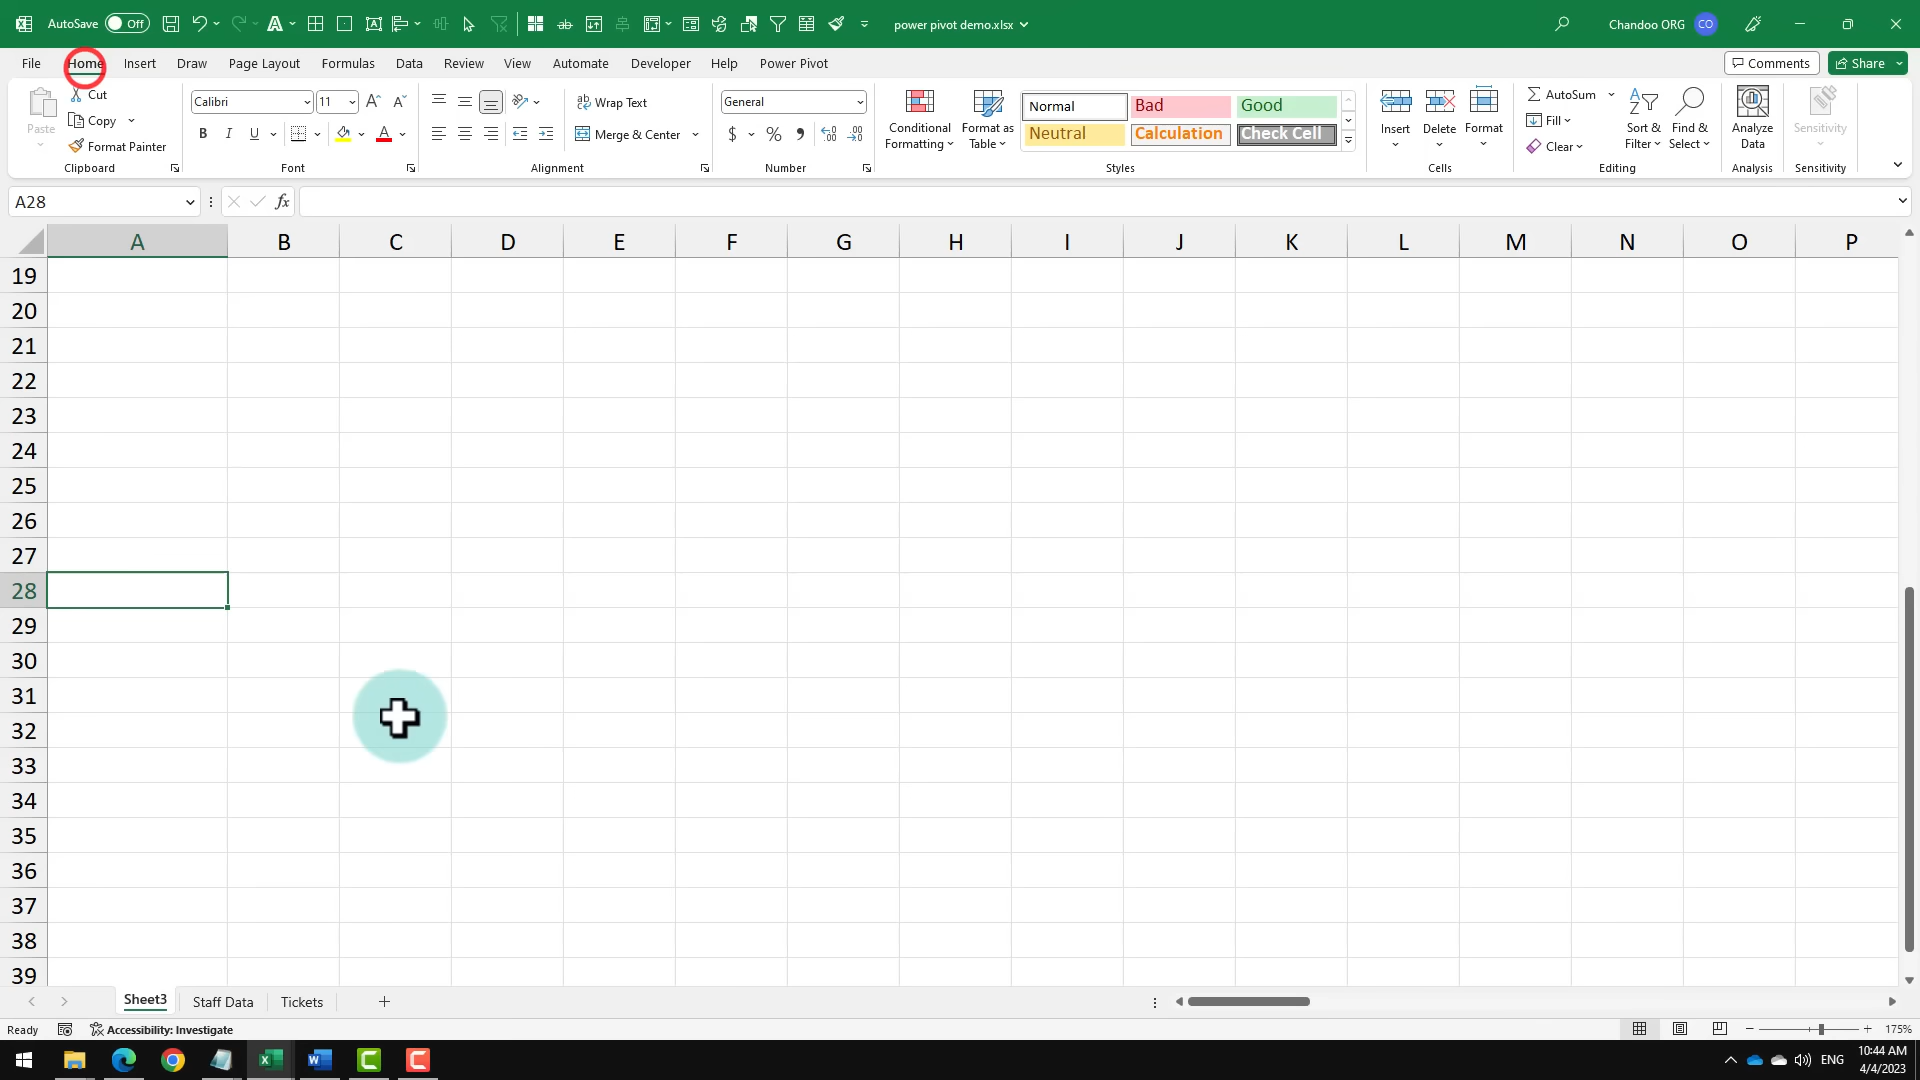 AutoSave Off power pivot demo.xlsx Chandoo ORG CO
File Home Insert Draw Page Layout Formulas Data Review View Automate Developer Help Power Pivot Comments Share
Paste Cut Copy Format Painter Clipboard
Calibri 11 B I U A Font
ab Wrap Text Merge & Center Alignment
General $ % , Number
Conditional Formatting Format as Table Normal Bad Good Neutral Calculation Check Cell Styles
Insert Delete Format Cells
AutoSum Fill Clear Sort & Filter Find & Select Editing
Analyze Data Analysis
Sensitivity Sensitivity
A28 fx
A B C D E F G H I J K L M N O P
19
20
21
22
23
24
25
26
27
28
29
30
31
32
33
34
35
36
37
38
39
Sheet3 Staff Data Tickets
Ready Accessibility: Investigate 175%
ENG 10:44 AM
4/4/2023